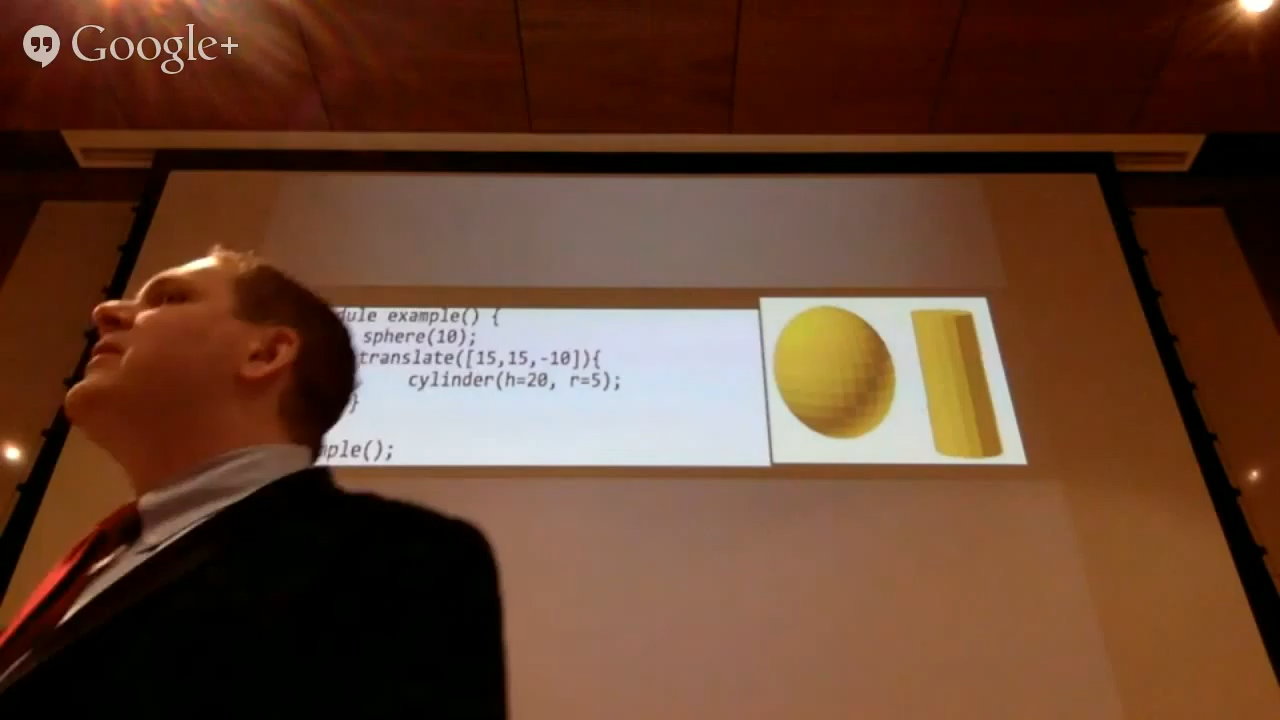 Google+
dule example() {
sphere(10);
translate([15,15,-10]){
cylinder(h=20, r=5);
}
mple();